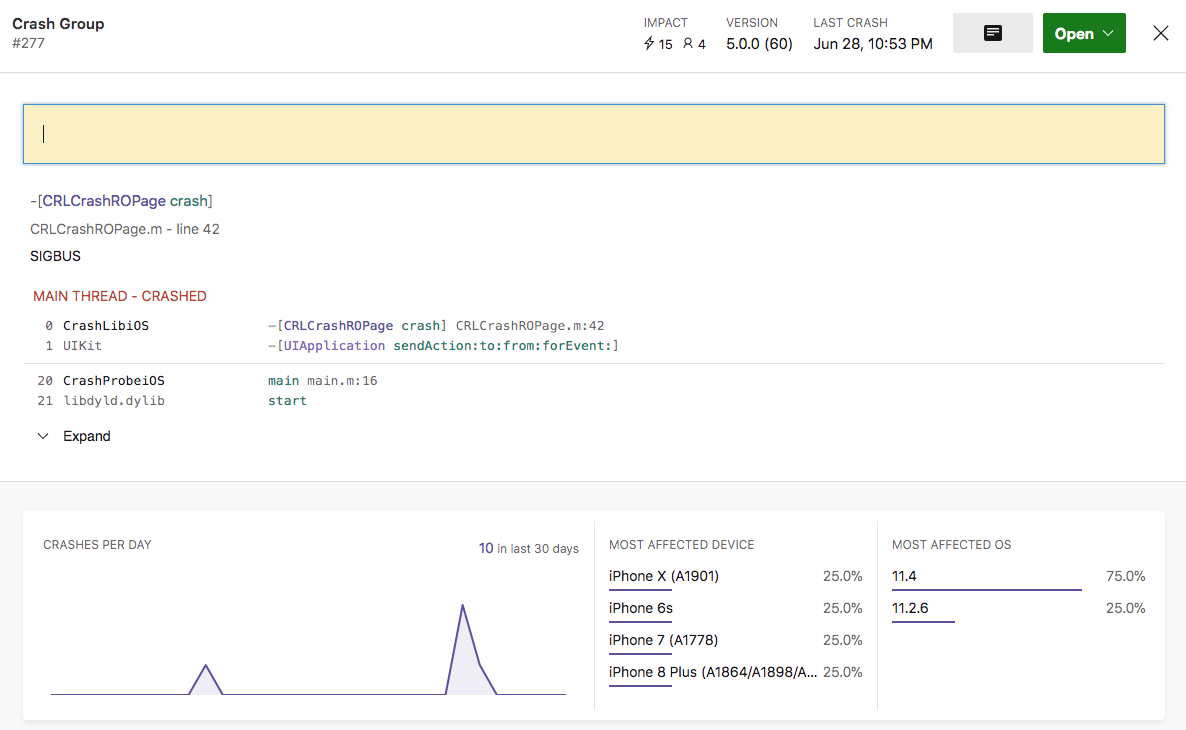 Crash Group
#277
IMPACT
15 4
VERSION
5.0.0 (60)
LAST CRASH
Jun 28, 10:53 PM
Open
-[CRLCrashROPage crash]
CRLCrashROPage.m - line 42
SIGBUS
MAIN THREAD - CRASHED
0 CrashLibiOS -[CRLCrashROPage crash] CRLCrashROPage.m:42
1 UIKit -[UIApplication sendAction:to:from:forEvent:]
20 CrashProbeiOS main main.m:16
21 libdyld.dylib start
Expand
CRASHES PER DAY
10 in last 30 days
MOST AFFECTED DEVICE
iPhone X (A1901) 25.0%
iPhone 6s 25.0%
iPhone 7 (A1778) 25.0%
iPhone 8 Plus (A1864/A1898/A... 25.0%
MOST AFFECTED OS
11.4 75.0%
11.2.6 25.0%